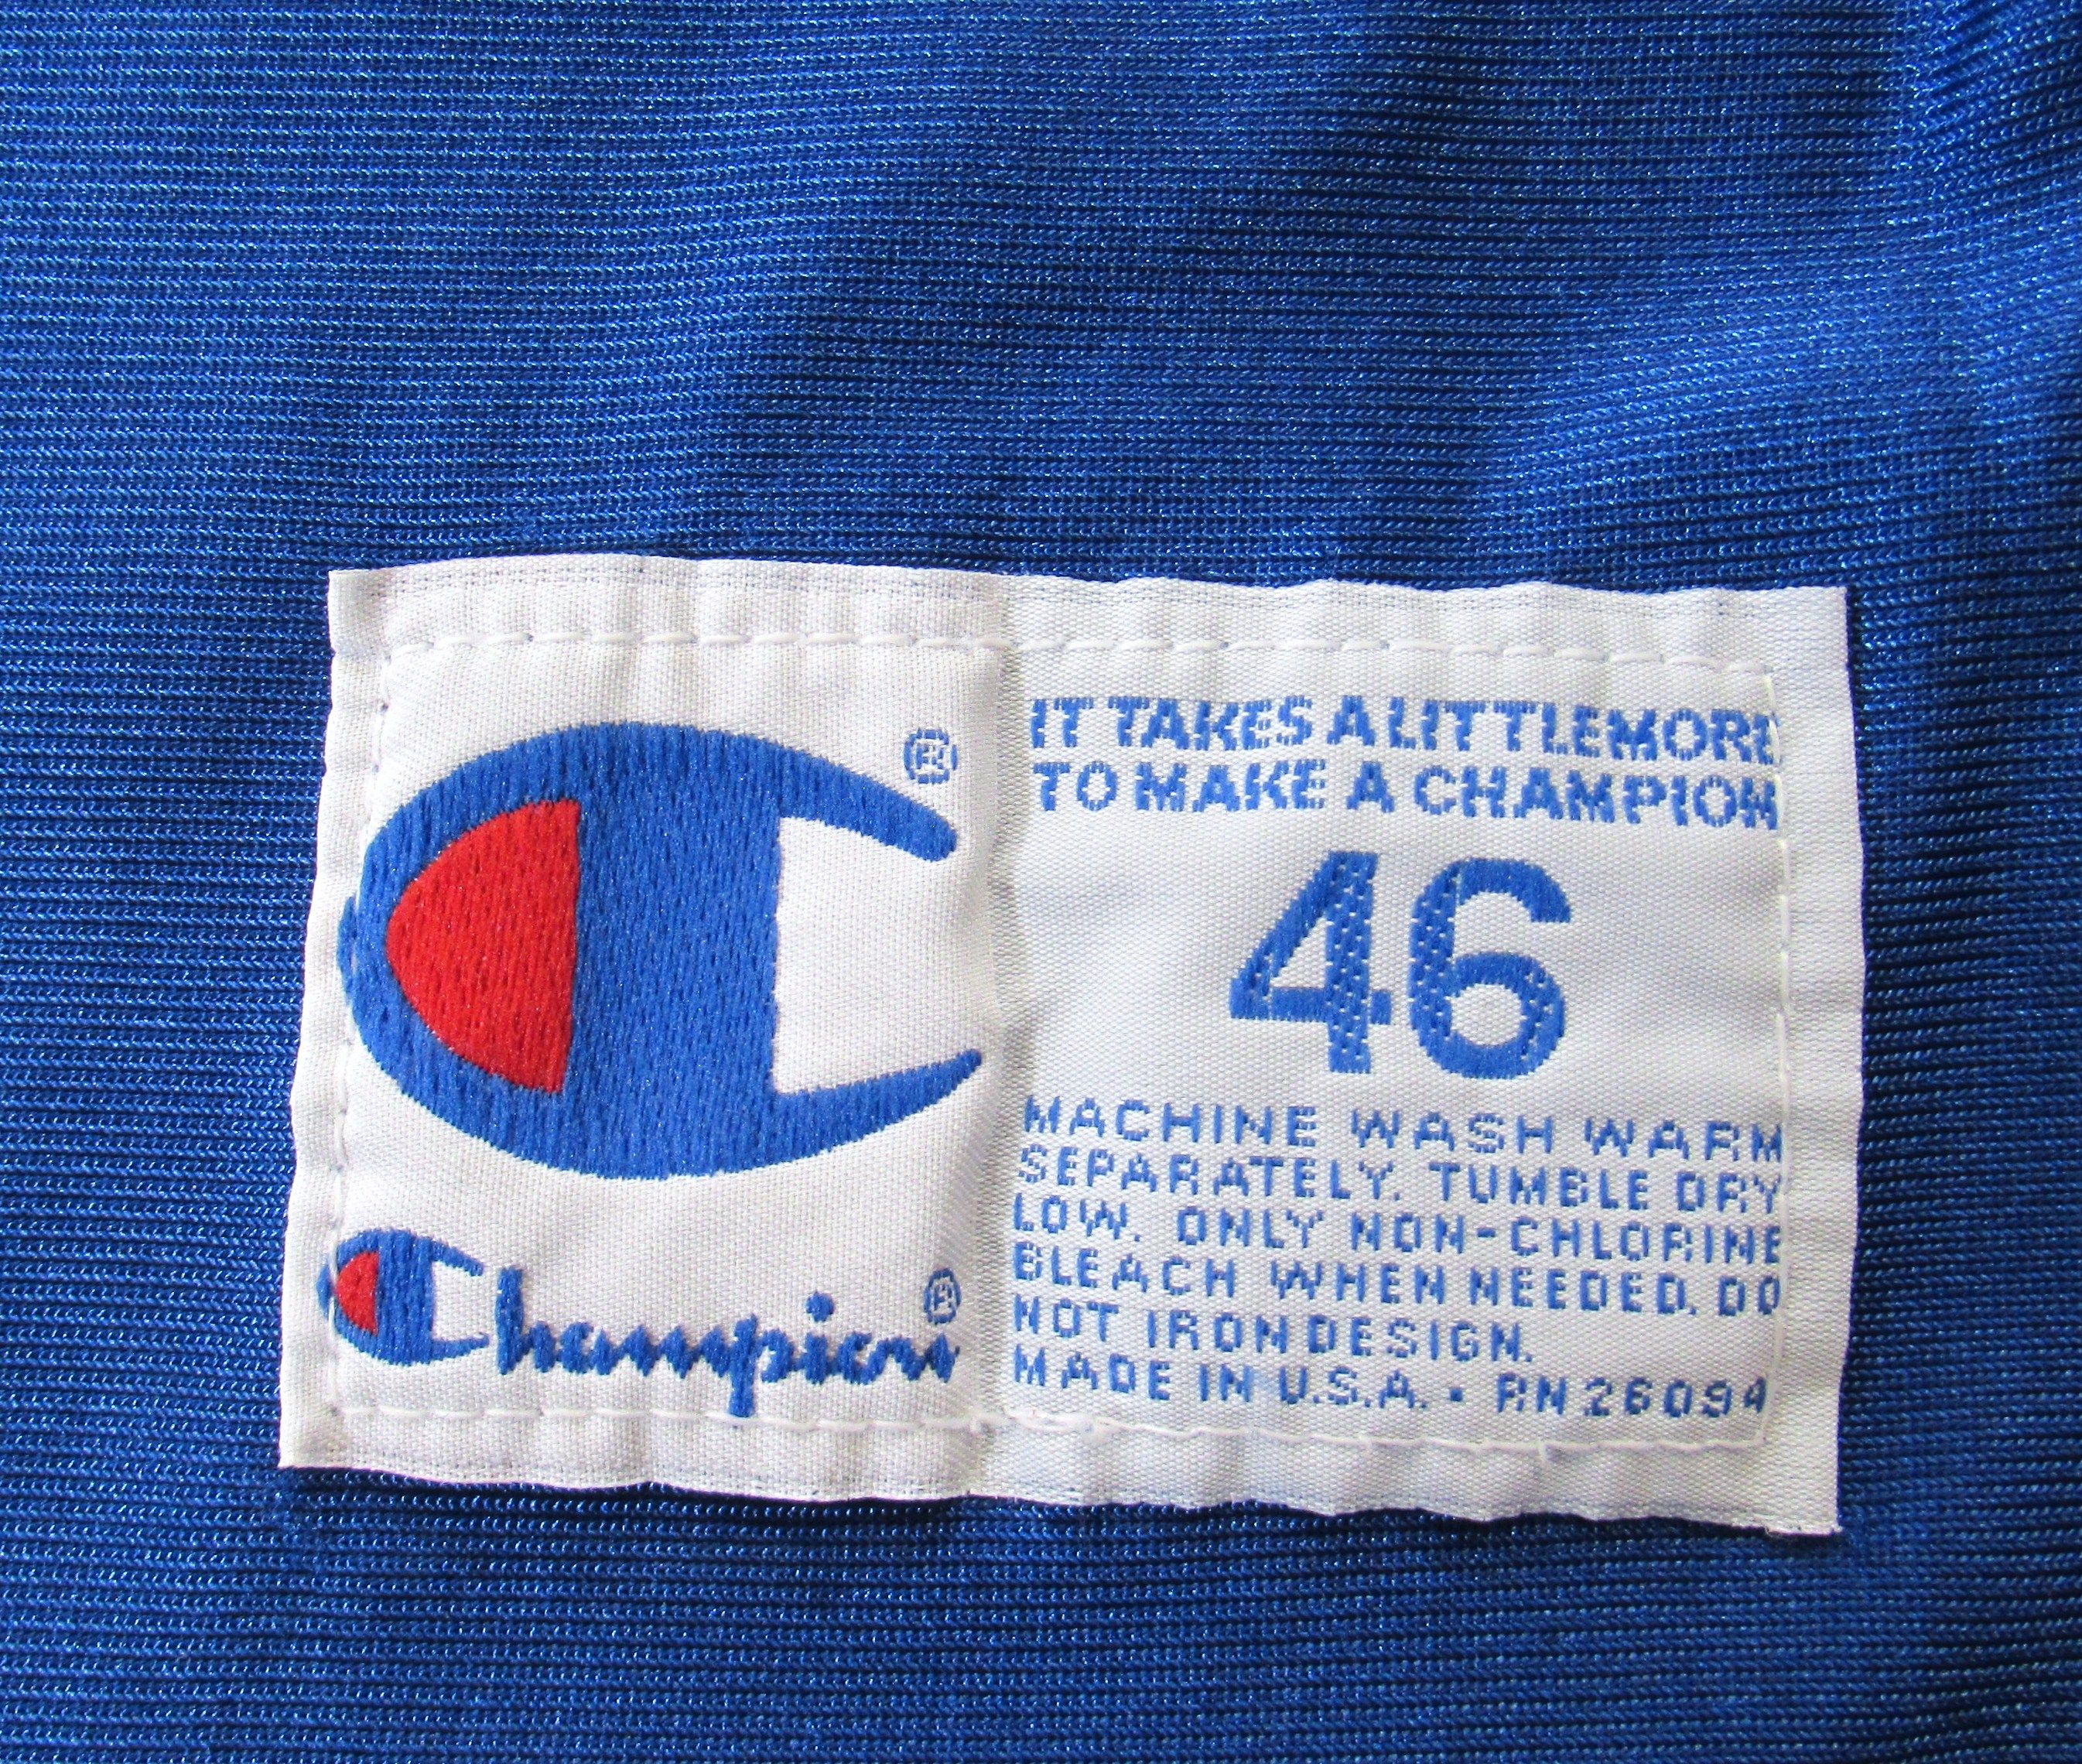 ®
Champion®
IT TAKES A LITTLE MORE
TO MAKE A CHAMPION
46
MACHINE WASH WARM
SEPARATELY. TUMBLE DRY
LOW. ONLY NON-CHLORINE
BLEACH WHEN NEEDED. DO
NOT IRON DESIGN.
MADE IN U.S.A. • RN 26094